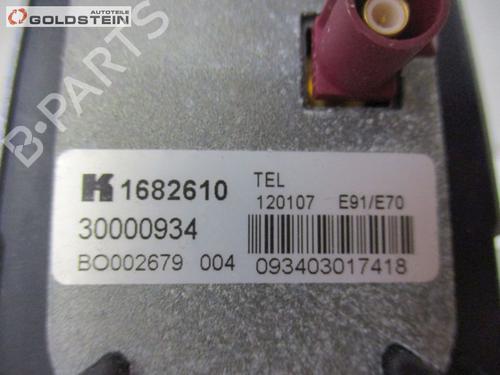 AUTOTEILE
GOLDSTEIN
B-PARTS
K 1682610 TEL
120107 E91/E70
30000934
BO002679 004 093403017418